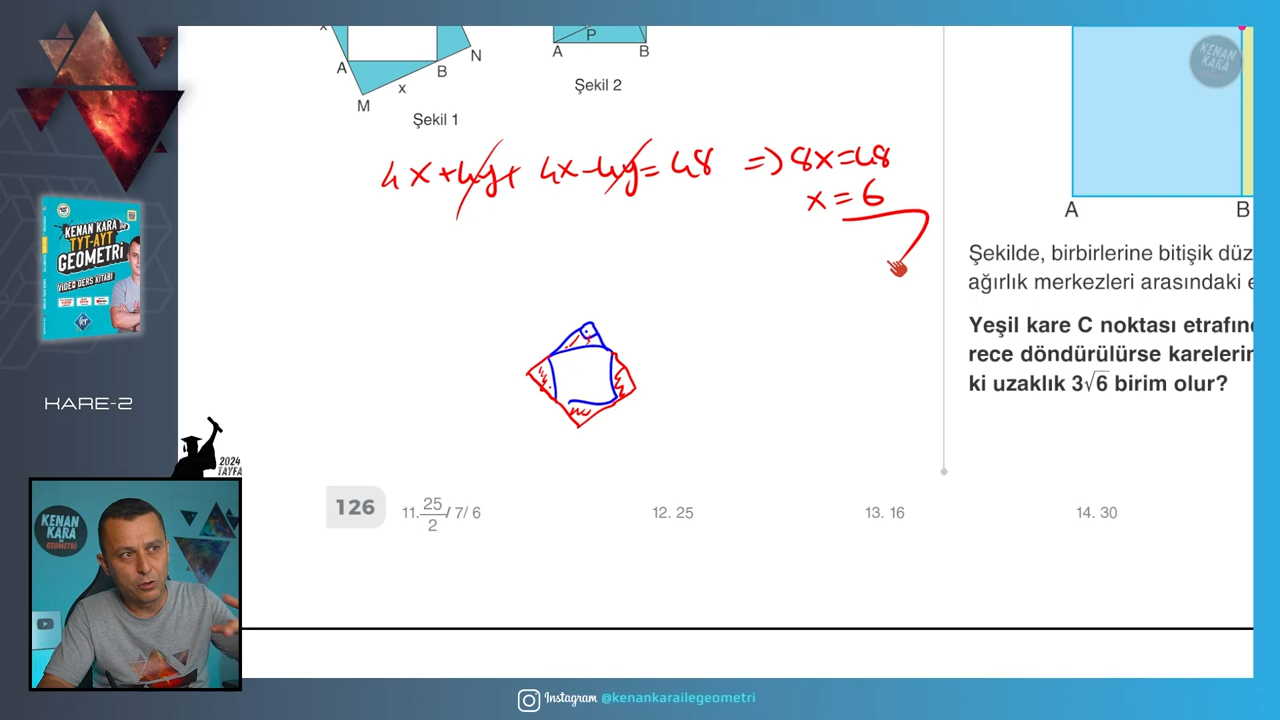 x
A
B
N
x
M
Şekil 1
P
A
B
Şekil 2
4x+4y+ 4x-4y=48 => 8x=48
x=6
KENAN
KARA
GEOMETRİ
A
B
Şekilde, birbirlerine bitişik düz
ağırlık merkezleri arasındaki e
Yeşil kare C noktası etrafınd
rece döndürülürse karelerin
ki uzaklık 3√6 birim olur?
KENAN KARA
TYT-AYT
GEOMETRİ
VİDEO DERS KİTABI
KARE-2
2024
TAYFA
126
11. 25/2 / 7/ 6
12. 25
13. 16
14. 30
KENAN
KARA
GEOMETRİ
Instagram @kenankarailegeometri